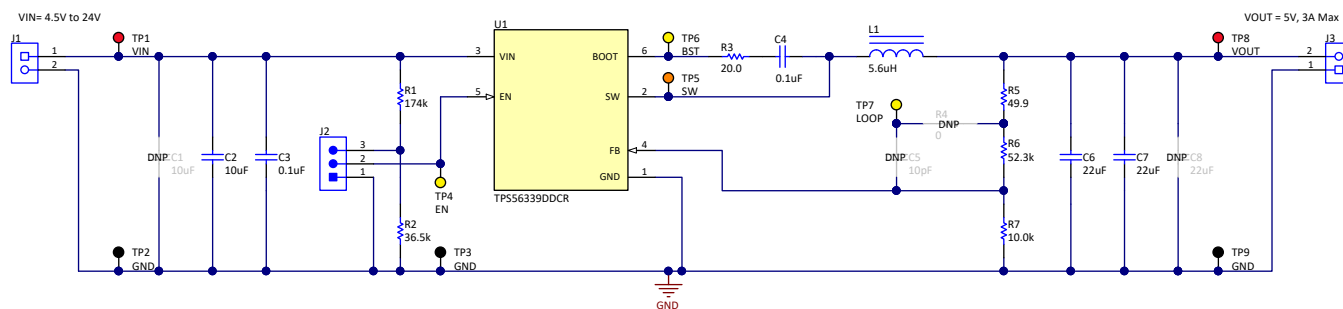 VIN= 4.5V to 24V
VOUT = 5V, 3A Max
J1
1
2
TP1
VIN
DNP
C1
10uF
C2
10uF
C3
0.1uF
R1
174k
J2
3
2
1
R2
36.5k
TP2
GND
TP3
GND
TP4
EN
U1
3
VIN
5
EN
BOOT
6
SW
2
FB
4
GND
1
TPS56339DDCR
TP6
BST
TP5
SW
R3
20.0
C4
0.1uF
L1
5.6uH
TP7
LOOP
R4
DNP
0
DNP
C5
10pF
R5
49.9
R6
52.3k
R7
10.0k
C6
22uF
C7
22uF
DNP
C8
22uF
TP8
VOUT
TP9
GND
J3
2
1
GND